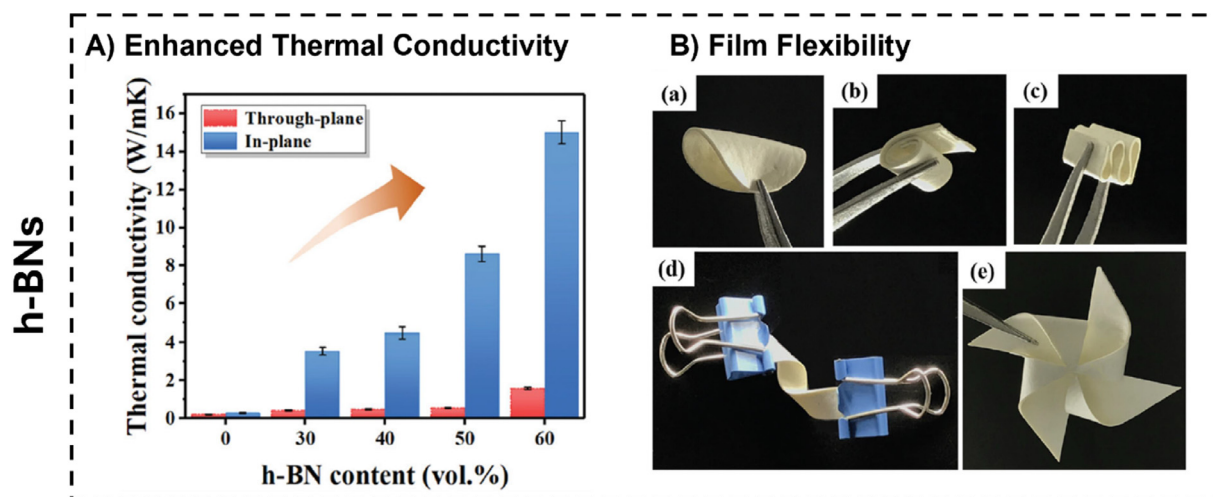 h-BNs
A) Enhanced Thermal Conductivity
Thermal conductivity (W/mK)
16
14
12
10
8
6
4
2
0
Through-plane
In-plane
0 30 40 50 60
h-BN content (vol.%)
B) Film Flexibility
(a)
(b)
(c)
(d)
(e)